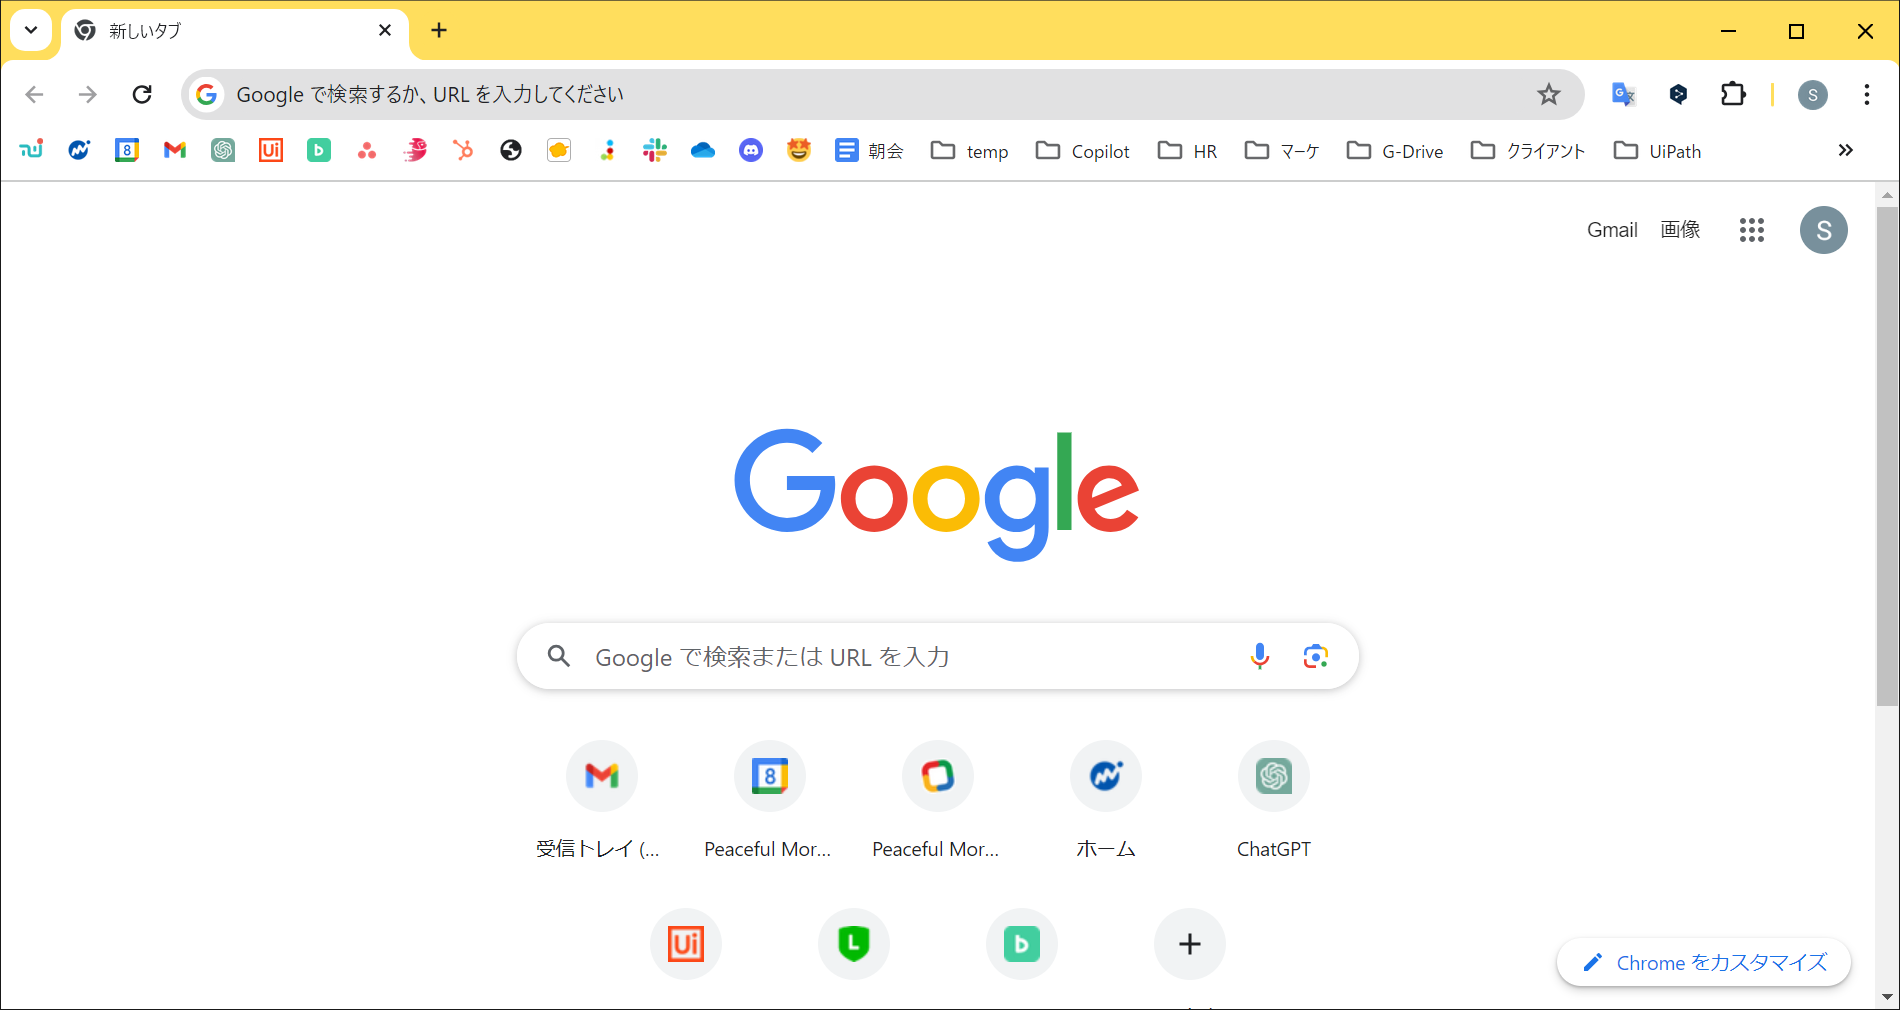 新しいタブ
Google で検索するか、URL を入力してください
S
朝会
temp
Copilot
HR
マーケ
G-Drive
クライアント
UiPath
Gmail
画像
S
Google
Google で検索または URL を入力
受信トレイ (...
Peaceful Mor...
Peaceful Mor...
ホーム
ChatGPT
Ui
L
b
Chrome をカスタマイズ